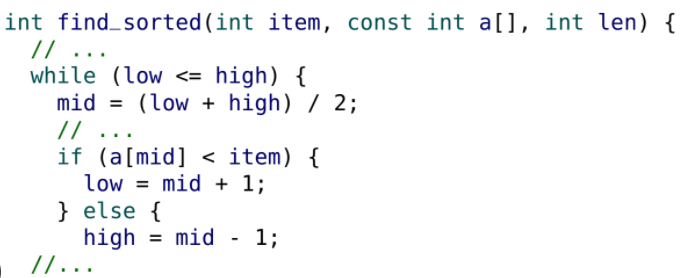 int find_sorted(int item, const int a[], int len) {
// ...
while (low <= high) {
mid = (low + high) / 2;
// ...
if (a[mid] < item) {
low = mid + 1;
} else {
high = mid - 1;
//...